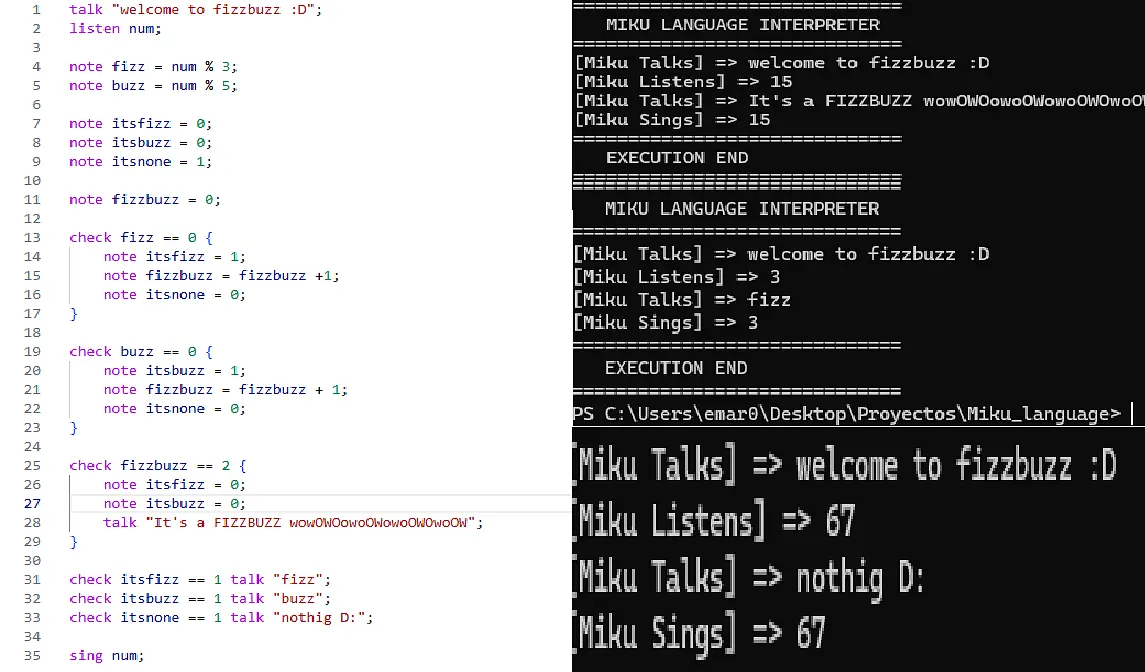 1 talk "welcome to fizzbuzz :D";
2 listen num;
3
4 note fizz = num % 3;
5 note buzz = num % 5;
6
7 note itsfizz = 0;
8 note itsbuzz = 0;
9 note itsnone = 1;
10
11 note fizzbuzz = 0;
12
13 check fizz == 0 {
14 note itsfizz = 1;
15 note fizzbuzz = fizzbuzz +1;
16 note itsnone = 0;
17 }
18
19 check buzz == 0 {
20 note itsbuzz = 1;
21 note fizzbuzz = fizzbuzz + 1;
22 note itsnone = 0;
23 }
24
25 check fizzbuzz == 2 {
26 note itsfizz = 0;
27 note itsbuzz = 0;
28 talk "It's a FIZZBUZZ wowOWOowoOWowoOWOwoOW";
29 }
30
31 check itsfizz == 1 talk "fizz";
32 check itsbuzz == 1 talk "buzz";
33 check itsnone == 1 talk "nothig D:";
34
35 sing num;
==============================
MIKU LANGUAGE INTERPRETER
==============================
[Miku Talks] => welcome to fizzbuzz :D
[Miku Listens] => 15
[Miku Talks] => It's a FIZZBUZZ wowOWOowoOWowoOWOwoOW
[Miku Sings] => 15
==============================
EXECUTION END
==============================
==============================
MIKU LANGUAGE INTERPRETER
==============================
[Miku Talks] => welcome to fizzbuzz :D
[Miku Listens] => 3
[Miku Talks] => fizz
[Miku Sings] => 3
==============================
EXECUTION END
==============================
PS C:\Users\emar0\Desktop\Proyectos\Miku_language>
[Miku Talks] => welcome to fizzbuzz :D
[Miku Listens] => 67
[Miku Talks] => nothig D:
[Miku Sings] => 67